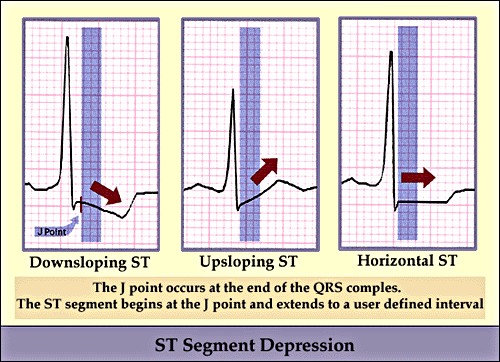 J Point
Downsloping ST
Upsloping ST
Horizontal ST
The J point occurs at the end of the QRS comples.
The ST segment begins at the J point and extends to a user defined interval
ST Segment Depression